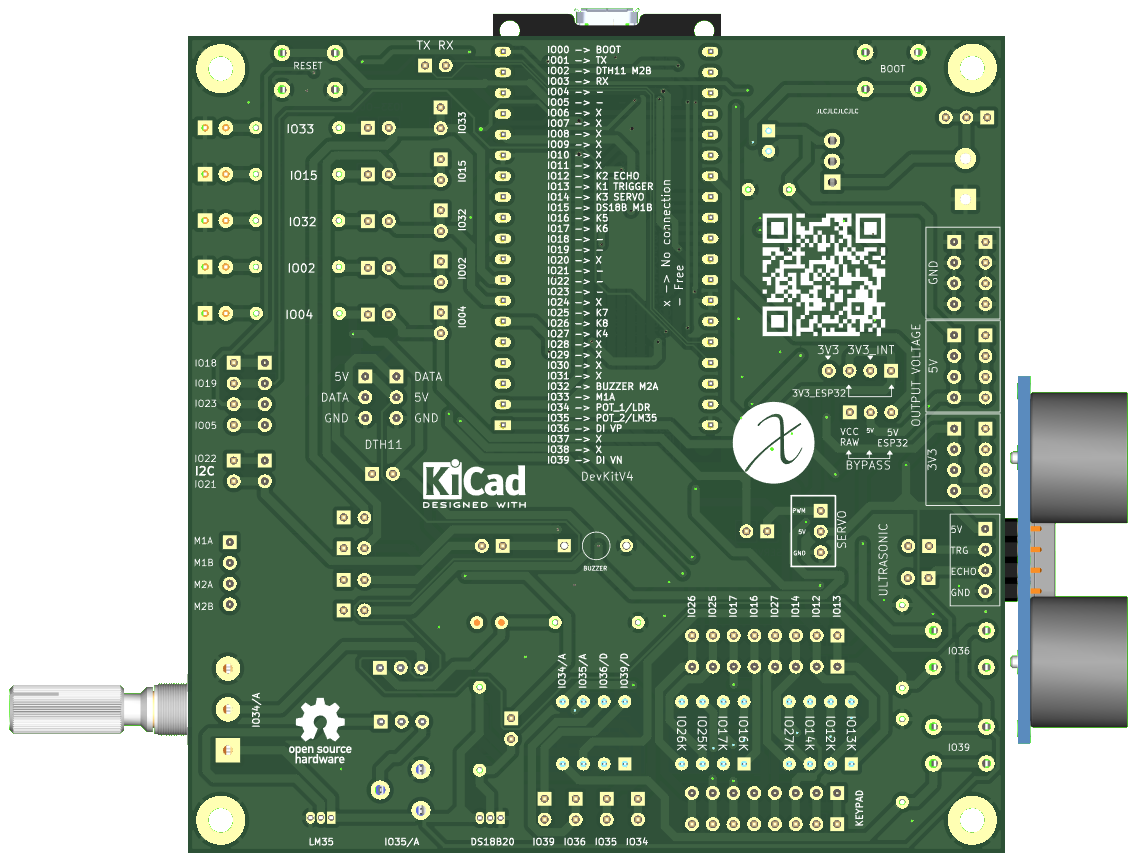 TX RX
RESET
BOOT
JLCJLCJLCJLC
IO00 -> BOOT
IO01 -> TX
IO02 -> DTH11 M2B
IO03 -> RX
IO04 -> -
IO05 -> -
IO06 -> X
IO07 -> X
IO08 -> X
IO09 -> X
IO10 -> X
IO11 -> X
IO12 -> K2 ECHO
IO13 -> K1 TRIGGER
IO14 -> K3 SERVO
IO15 -> DS18B M1B
IO16 -> K5
IO17 -> K6
IO18 -> -
IO19 -> -
IO20 -> X
IO21 -> -
IO22 -> -
IO23 -> -
IO24 -> X
IO25 -> K7
IO26 -> K8
IO27 -> K4
IO28 -> X
IO29 -> X
IO30 -> X
IO31 -> X
IO32 -> BUZZER M2A
IO33 -> M1A
IO34 -> POT_1/LDR
IO35 -> POT_2/LM35
IO36 -> DI VP
IO37 -> X
IO38 -> X
IO39 -> DI VN
DevKitV4
x -> No connection
- Free
IO33
IO15
IO32
IO02
IO04
IO33
IO15
IO32
IO02
IO04
IO18
IO19
IO23
IO05
IO22
I2C
IO21
5V
DATA
GND
DATA
5V
GND
DTH11
KiCad
DESIGNED WITH
GND
5V
3V3
OUTPUT VOLTAGE
3V3 3V3_INT
3V3_ESP32
VCC RAW
5V
5V ESP32
BYPASS
χ
M1A
M1B
M2A
M2B
BUZZER
PWM
5V
GND
SERVO
ULTRASONIC
5V
TRG
ECHO
GND
IO26
IO25
IO17
IO16
IO27
IO14
IO12
IO13
IO36
IO34/A
IO34/A
IO35/A
IO36/D
IO39/D
IO26K
IO25K
IO17K
IO16K
IO27K
IO14K
IO12K
IO13K
IO39
open source
hardware
KEYPAD
LM35
IO35/A
DS18B20
IO39
IO36
IO35
IO34